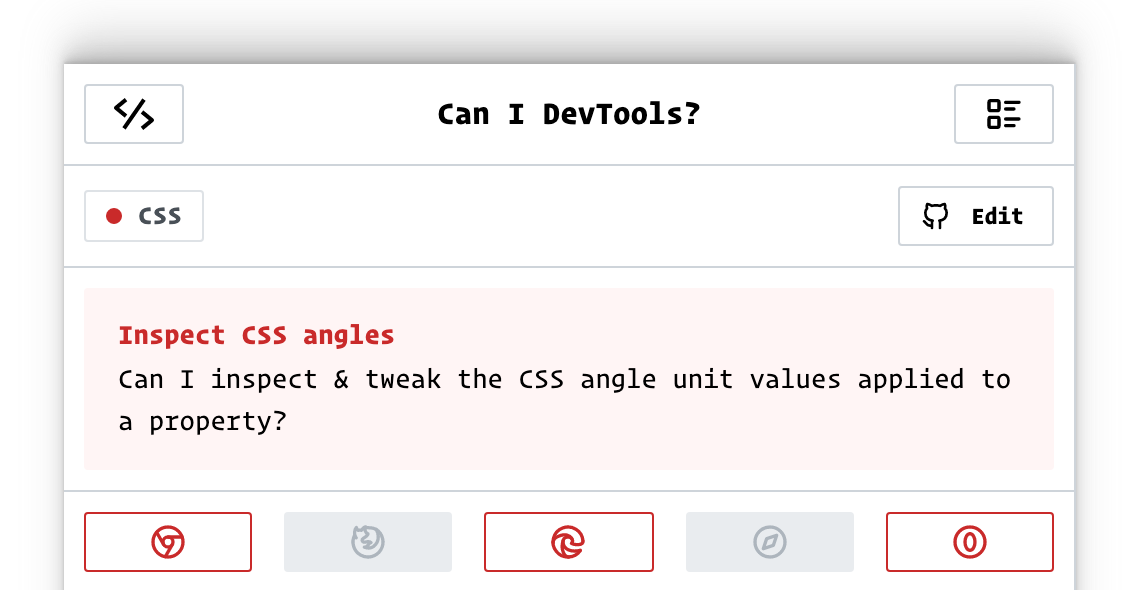 Can I DevTools?
CSS
Edit
Inspect CSS angles
Can I inspect & tweak the CSS angle unit values applied to
a property?